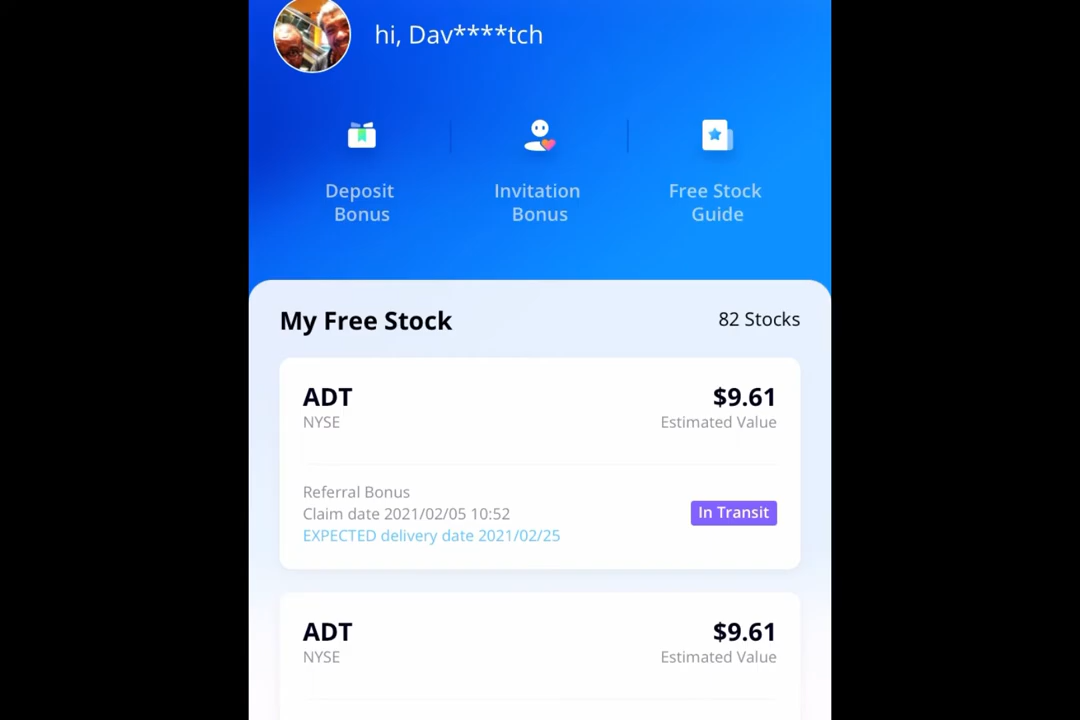 hi, Dav****tch
Deposit
Bonus
Invitation
Bonus
Free Stock
Guide
My Free Stock
82 Stocks
ADT
$9.61
NYSE
Estimated Value
Referral Bonus
Claim date 2021/02/05 10:52
EXPECTED delivery date 2021/02/25
In Transit
ADT
$9.61
NYSE
Estimated Value